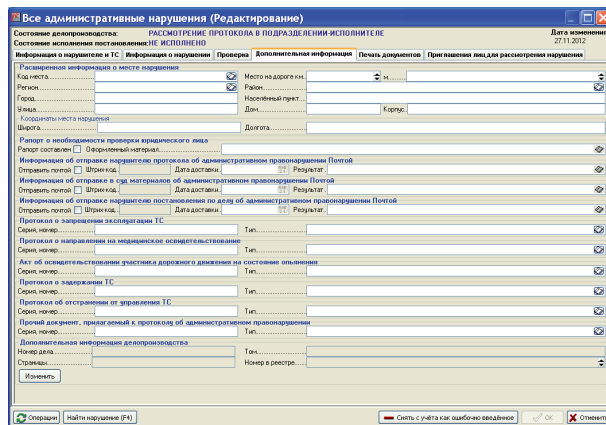 Все административные нарушения (Редактирование)
Состояние делопроизводства: РАССМОТРЕНИЕ ПРОТОКОЛА В ПОДРАЗДЕЛЕНИИ-ИСПОЛНИТЕЛЕ Дата изменения
Состояние исполнения постановления: НЕ ИСПОЛНЕНО 27.11.2012
Информация о нарушителе и ТС Информация о нарушении Проверка Дополнительная информация Печать документов Приглашения лиц,для рассмотрения нарушения
Расширенная информация о месте нарушения
Код места Место на дороге км. м.
Регион Район
Город Населённый пункт
Улица Дом Корпус
Координаты места нарушения
Широта Долгота
Рапорт о необходимости проверки юридического лица
Рапорт составлен Оформленный материал
Информация об отправке нарушителю протокола об административном правонарушении Почтой
Отправить почтой Штрих-код Дата доставки Результат
Информация об отправке в суд материалов об административном правонарушении Почтой
Отправить почтой Штрих-код Дата доставки Результат
Информация об отправке нарушителю постановления по делу об административном правонарушении Почтой
Отправить почтой Штрих-код Дата доставки Результат
Протокол о запрещении эксплуатации ТС
Серия, номер Тип
Протокол о направлении на медицинское освидетельствование
Серия, номер Тип
Акт об освидетельствовании участника дорожного движения на состояние опьянения
Серия, номер Тип
Протокол о задержании ТС
Серия, номер Тип
Протокол об отстранении от управления ТС
Серия, номер Тип
Прочий документ, прилагаемый к протоколу об административном правонарушении
Серия, номер Тип
Дополнительная информация делопроизводства
Номер дела Том
Страницы Номер в реестре
Изменить
Операции Найти нарушение (F4) Снять с учёта как ошибочно введённое OK Отменить